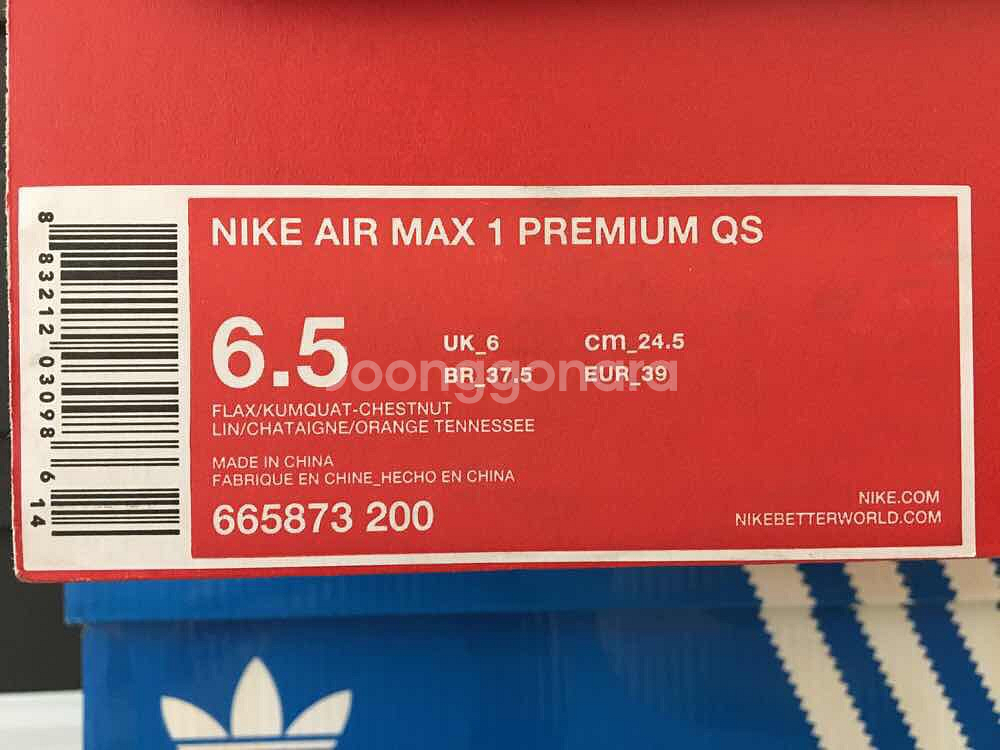 NIKE AIR MAX 1 PREMIUM QS
6.5
UK_6 cm_24.5
BR_37.5 EUR_39
joonggonara
FLAX/KUMQUAT-CHESTNUT
LIN/CHATAIGNE/ORANGE TENNESSEE
MADE IN CHINA
FABRIQUE EN CHINE_HECHO EN CHINA
665873 200
NIKE.COM
NIKEBETTERWORLD.COM
8 83212 03098 6 14